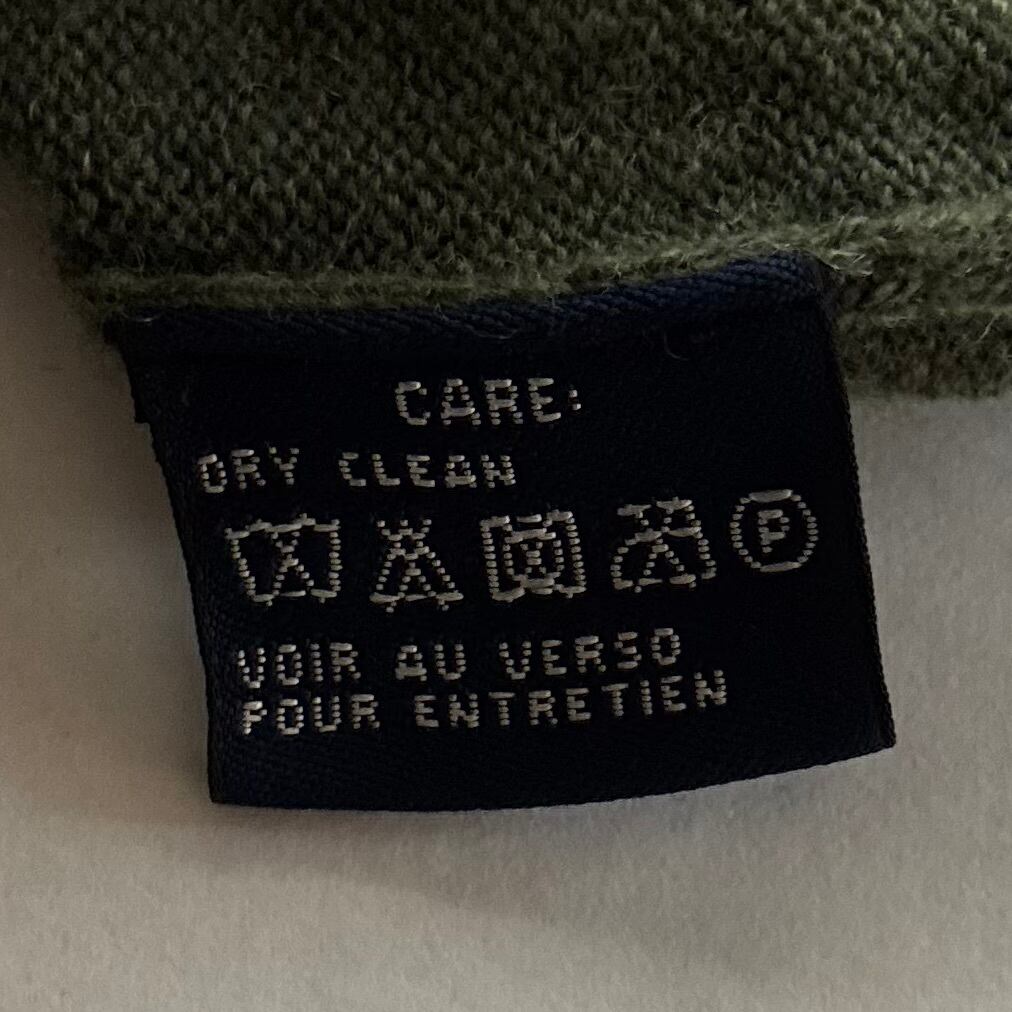 CARE:
DRY CLEAN
P
VOIR AU VERSO
POUR ENTRETIEN